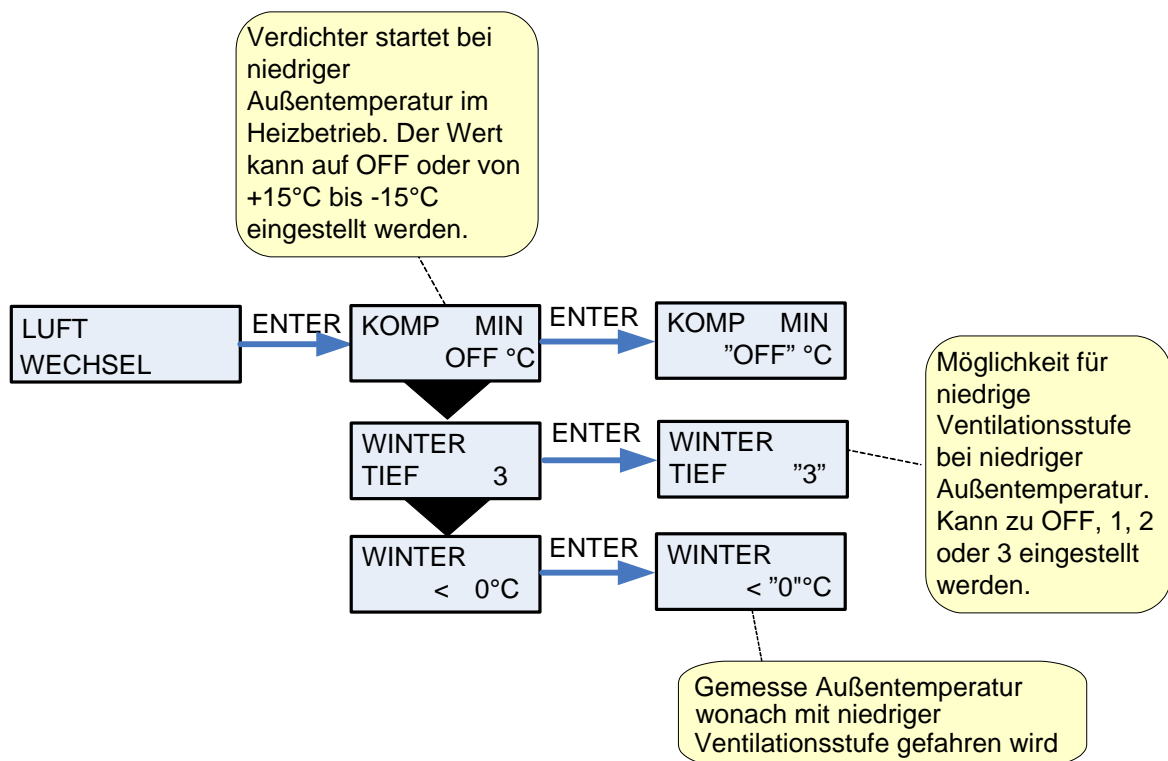 Verdichter startet bei
niedriger
Außentemperatur im
Heizbetrieb. Der Wert
kann auf OFF oder von
+15°C bis -15°C
eingestellt werden.
LUFT
WECHSEL
ENTER
KOMP MIN
OFF °C
ENTER
KOMP MIN
”OFF” °C
WINTER
TIEF 3
ENTER
WINTER
TIEF ”3”
Möglichkeit für
niedrige
Ventilationsstufe
bei niedriger
Außentemperatur.
Kann zu OFF, 1, 2
oder 3 eingestellt
werden.
WINTER
< 0°C
ENTER
WINTER
< ”0"°C
Gemesse Außentemperatur
wonach mit niedriger
Ventilationsstufe gefahren wird